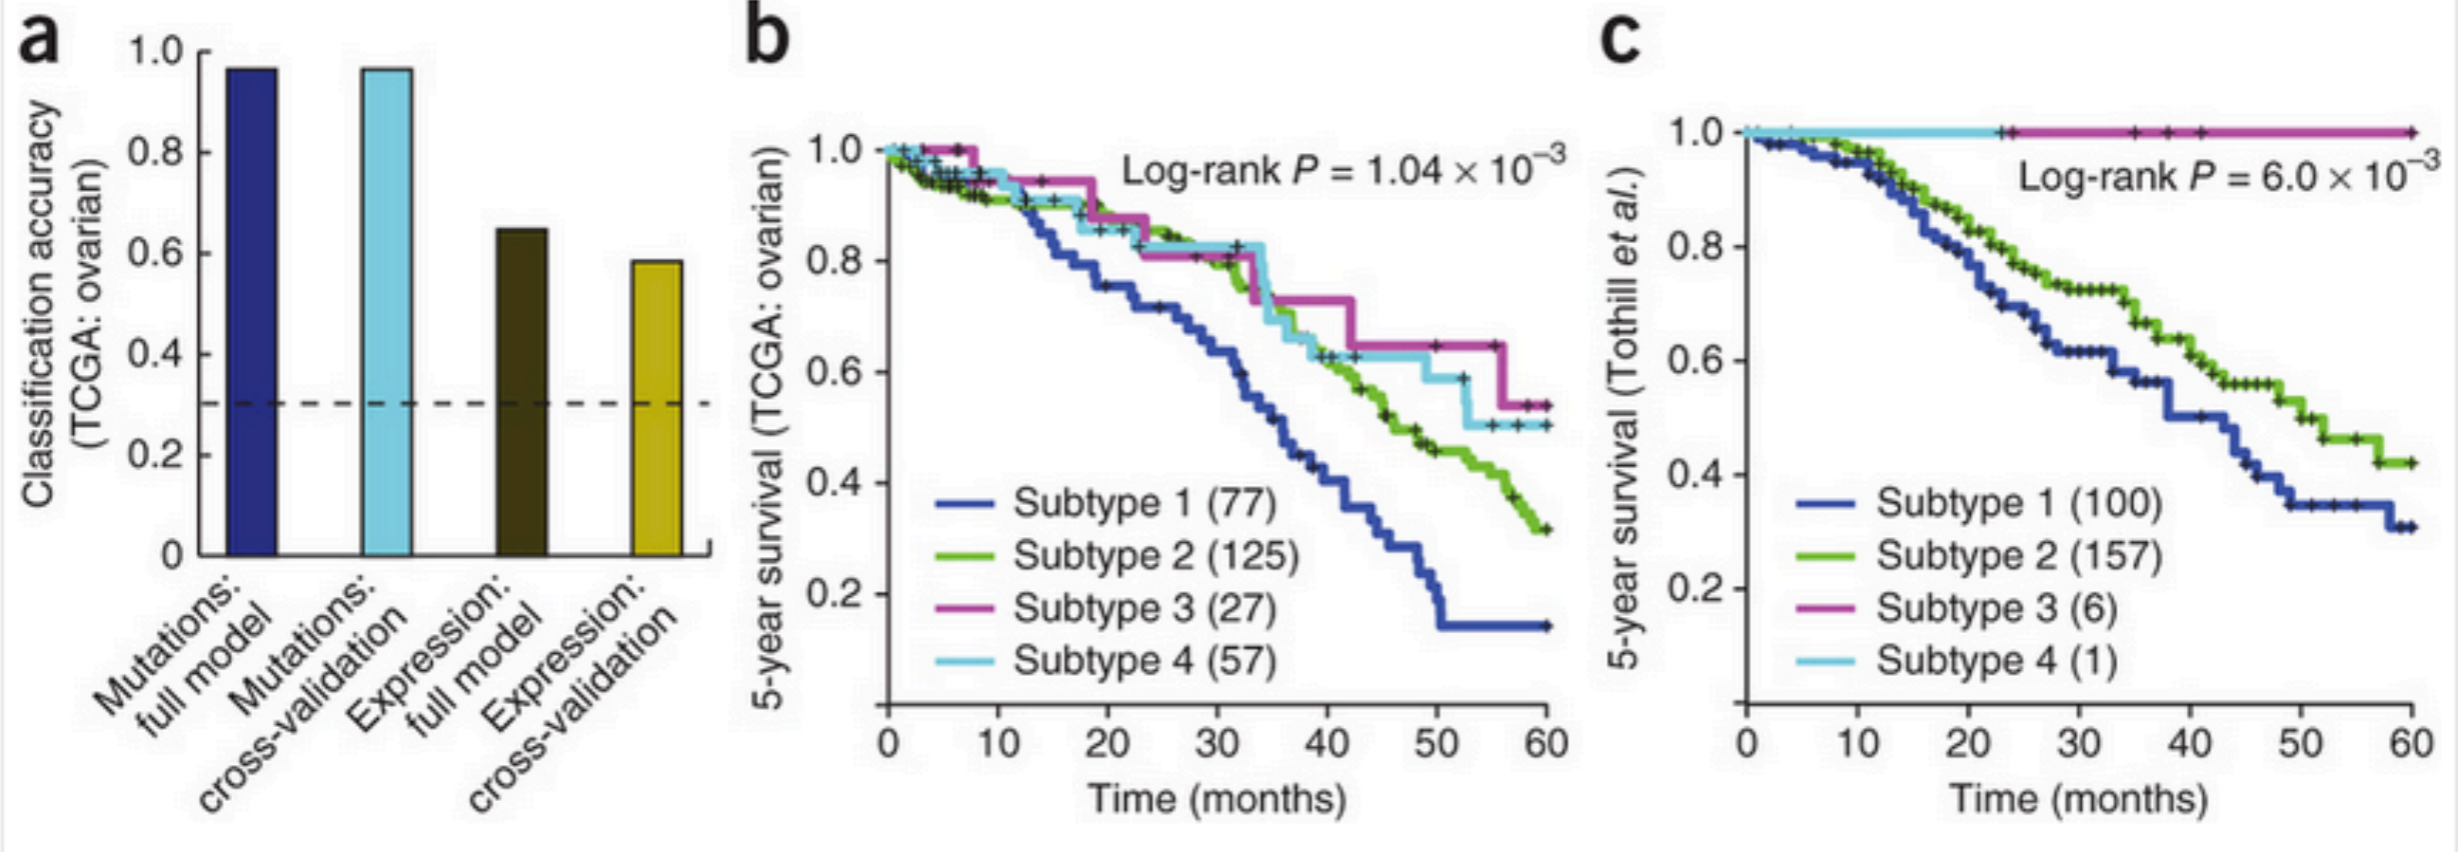 a
Classification accuracy
(TCGA: ovarian)
1.0
0.8
0.6
0.4
0.2
0
Mutations:
full model
Mutations:
cross-validation
Expression:
full model
Expression:
cross-validation
b
5-year survival (TCGA: ovarian)
1.0
0.8
0.6
0.4
0.2
Log-rank P = 1.04 × 10–3
Subtype 1 (77)
Subtype 2 (125)
Subtype 3 (27)
Subtype 4 (57)
0 10 20 30 40 50 60
Time (months)
c
5-year survival (Tothill et al.)
1.0
0.8
0.6
0.4
0.2
Log-rank P = 6.0 × 10–3
Subtype 1 (100)
Subtype 2 (157)
Subtype 3 (6)
Subtype 4 (1)
0 10 20 30 40 50 60
Time (months)